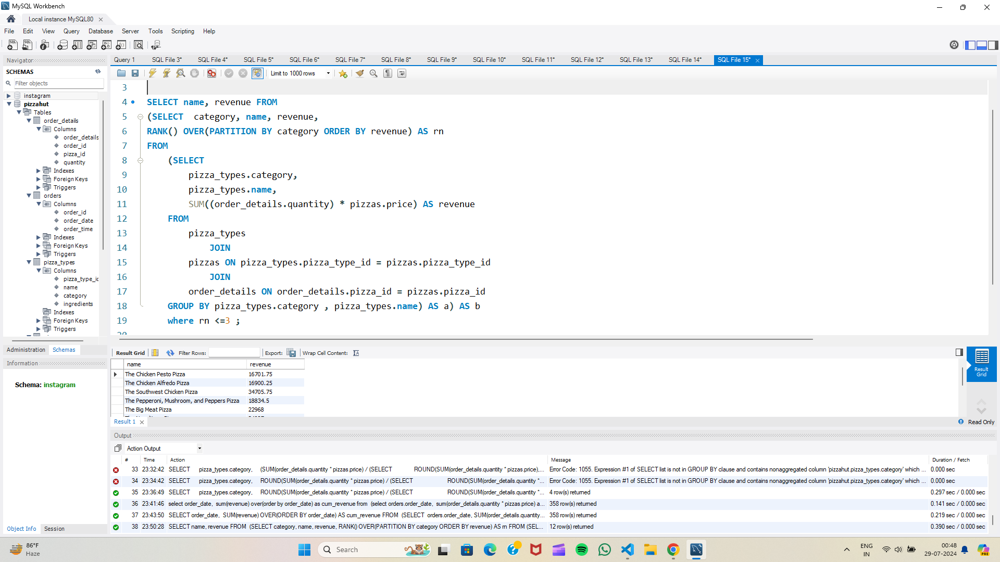 MySQL Workbench
Local instance MySQL80
File Edit View Query Database Server Tools Scripting Help
Navigator
SCHEMAS
Filter objects
instagram
pizzahut
Tables
order_details
Columns
order_details
order_id
pizza_id
quantity
Indexes
Foreign Keys
Triggers
orders
Columns
order_id
order_date
order_time
Indexes
Foreign Keys
Triggers
pizza_types
Columns
pizza_type_ic
name
category
ingredients
Indexes
Foreign Keys
Triggers
Administration Schemas
Information
Schema: instagram
Object Info Session
Query 1 SQL File 3* SQL File 4* SQL File 5* SQL File 6* SQL File 7* SQL File 8* SQL File 9* SQL File 10* SQL File 11* SQL File 12* SQL File 13* SQL File 14* SQL File 15*
Limit to 1000 rows
3
4 SELECT name, revenue FROM
5 (SELECT category, name, revenue,
6 RANK() OVER(PARTITION BY category ORDER BY revenue) AS rn
7 FROM
8 (SELECT
9 pizza_types.category,
10 pizza_types.name,
11 SUM((order_details.quantity) * pizzas.price) AS revenue
12 FROM
13 pizza_types
14 JOIN
15 pizzas ON pizza_types.pizza_type_id = pizzas.pizza_type_id
16 JOIN
17 order_details ON order_details.pizza_id = pizzas.pizza_id
18 GROUP BY pizza_types.category , pizza_types.name) AS a) AS b
19 where rn <=3 ;
Result Grid Filter Rows: Export: Wrap Cell Content:
name revenue
The Chicken Pesto Pizza 16701.75
The Chicken Alfredo Pizza 16900.25
The Southwest Chicken Pizza 34705.75
The Pepperoni, Mushroom, and Peppers Pizza 18834.5
The Big Meat Pizza 22968
Result Grid
Result 1
Read Only
Output
Action Output
# Time Action Message Duration / Fetch
33 23:32:42 SELECT pizza_types.category, (SUM(order_details.quantity * pizzas.price) / (SELECT ROUND(SUM(order_details.quantity * pizzas.price),... Error Code: 1055. Expression #1 of SELECT list is not in GROUP BY clause and contains nonaggregated column 'pizzahut.pizza_types.category' which ... 0.000 sec
34 23:34:42 SELECT pizza_types.category, ROUND(SUM(order_details.quantity * pizzas.price) / (SELECT ROUND(SUM(order_details.quantity *... Error Code: 1055. Expression #1 of SELECT list is not in GROUP BY clause and contains nonaggregated column 'pizzahut.pizza_types.category' which ... 0.000 sec
35 23:36:49 SELECT pizza_types.category, ROUND(SUM(order_details.quantity * pizzas.price) / (SELECT ROUND(SUM(order_details.quantity *... 4 row(s) returned 0.297 sec / 0.000 sec
36 23:41:46 select order_date, sum(revenue) over(order by order_date) as cum_revenue from (select orders.order_date, sum(order_details.quantity * pizzas.price) a... 358 row(s) returned 0.141 sec / 0.000 sec
37 23:43:50 SELECT order_date, SUM(revenue) OVER(ORDER BY order_date) AS cum_revenue FROM (SELECT orders.order_date, SUM(order_details.quantity... 358 row(s) returned 0.219 sec / 0.000 sec
38 23:50:28 SELECT name, revenue FROM (SELECT category, name, revenue, RANK() OVER(PARTITION BY category ORDER BY revenue) AS rn FROM (SEL... 12 row(s) returned 0.390 sec / 0.000 sec
86°F
Haze
Search
ENG
IN
00:48
29-07-2024